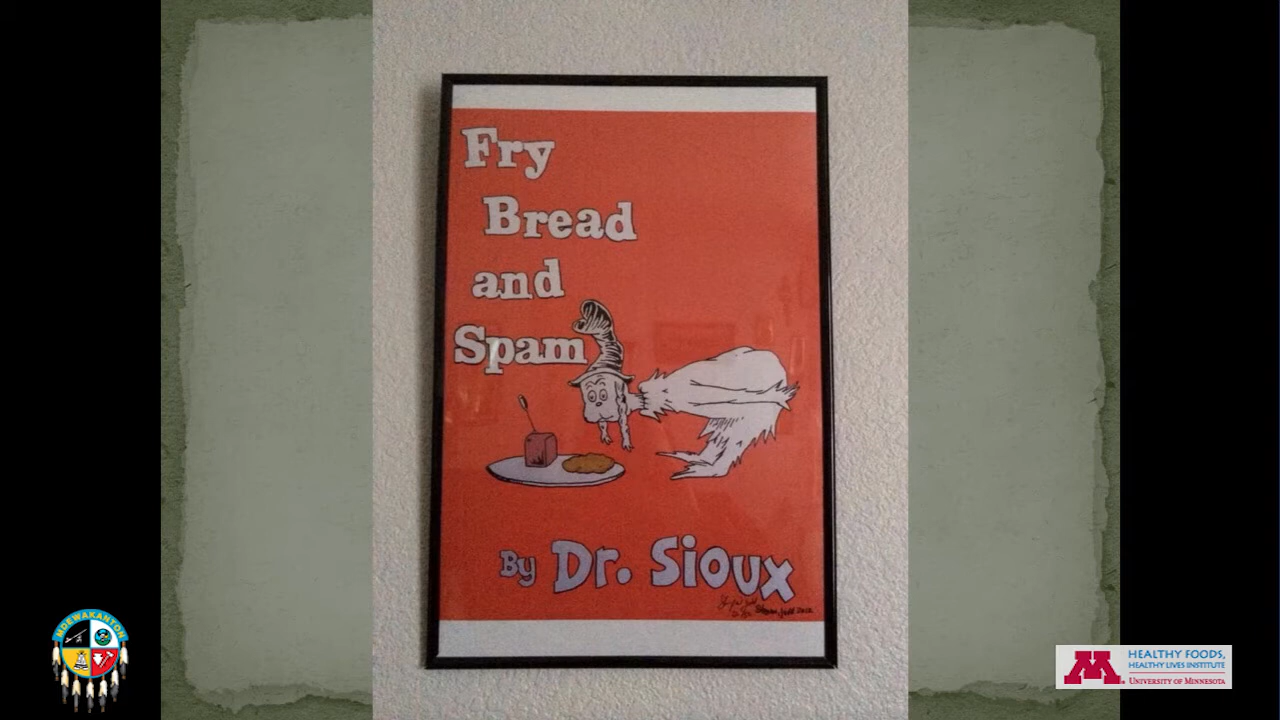 Fry
Bread
and
Spam
By Dr. Sioux
MDEWAKANTON
HEALTHY FOODS,
HEALTHY LIVES INSTITUTE
M
UNIVERSITY OF MINNESOTA